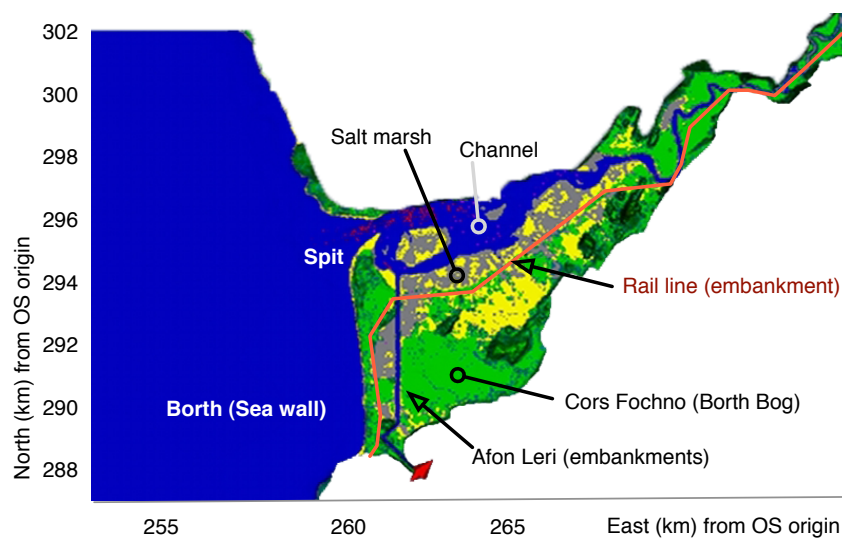 302
300
298
296
294
292
290
288
North (km) from OS origin
Salt marsh
Channel
Spit
Rail line (embankment)
Borth (Sea wall)
Cors Fochno (Borth Bog)
Afon Leri (embankments)
255
260
265
East (km) from OS origin